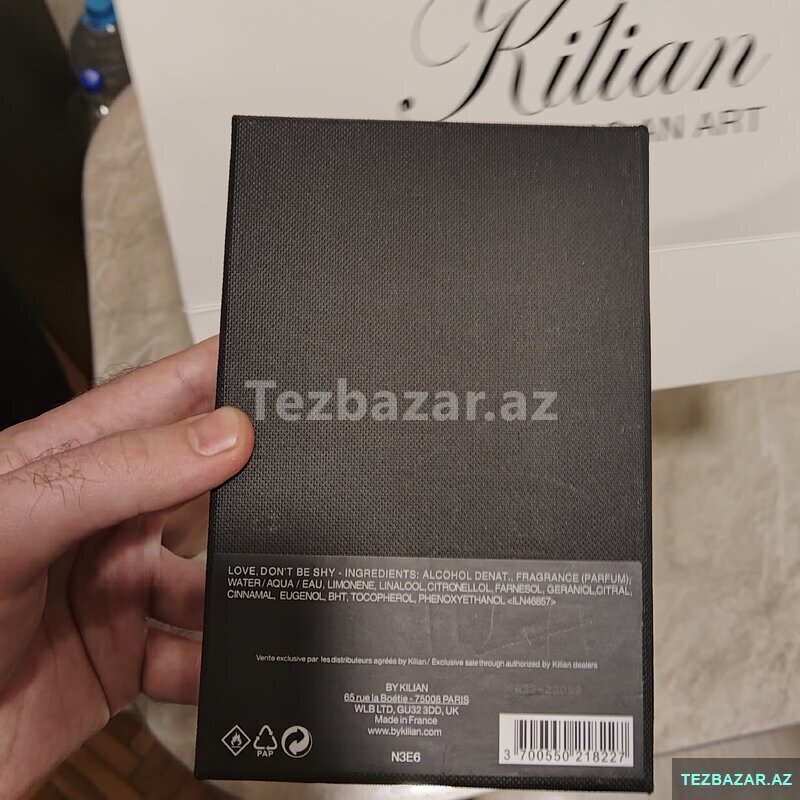 Kilian
AN ART
Tezbazar.az
LOVE, DON'T BE SHY - INGREDIENTS: ALCOHOL DENAT., FRAGRANCE (PARFUM),
WATER / AQUA / EAU, LIMONENE, LINALOOL, CITRONELLOL, FARNESOL, GERANIOL, CITRAL,
CINNAMAL, EUGENOL, BHT, TOCOPHEROL, PHENOXYETHANOL <ILN46857>
Vente exclusive par les distributeurs agréés by Kilian / Exclusive sale through authorized by Kilian dealers
BY KILIAN
65 rue la Boétie - 75008 PARIS
WLB LTD, GU32 3DD, UK
Made in France
www.bykilian.com
N3E6
PAP
3 700550 218227
TEZBAZAR.AZ